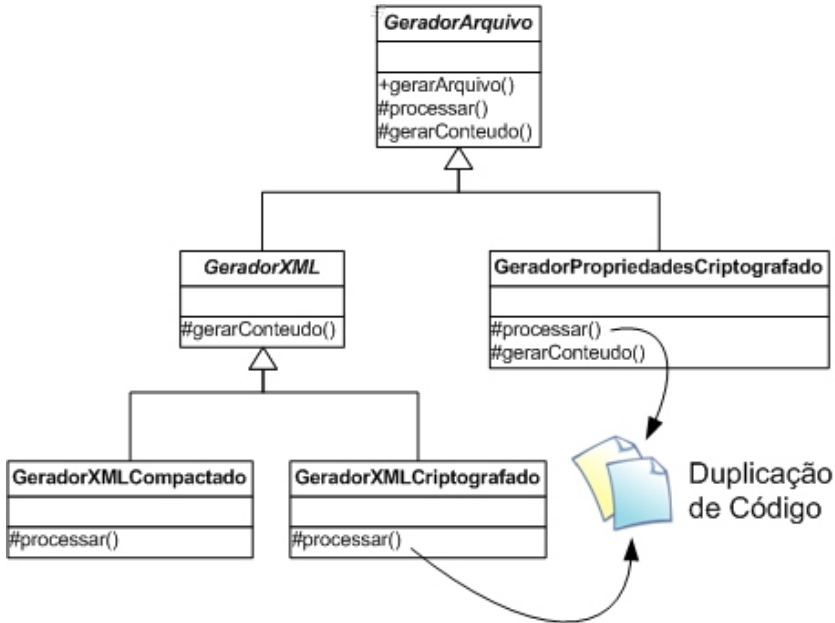 GeradorArquivo
+gerarArquivo()
#processar()
#gerarConteudo()
GeradorXML
#gerarConteudo()
GeradorPropriedadesCriptografado
#processar()
#gerarConteudo()
GeradorXMLCompactado
#processar()
GeradorXMLCriptografado
#processar()
Duplicação
de Código